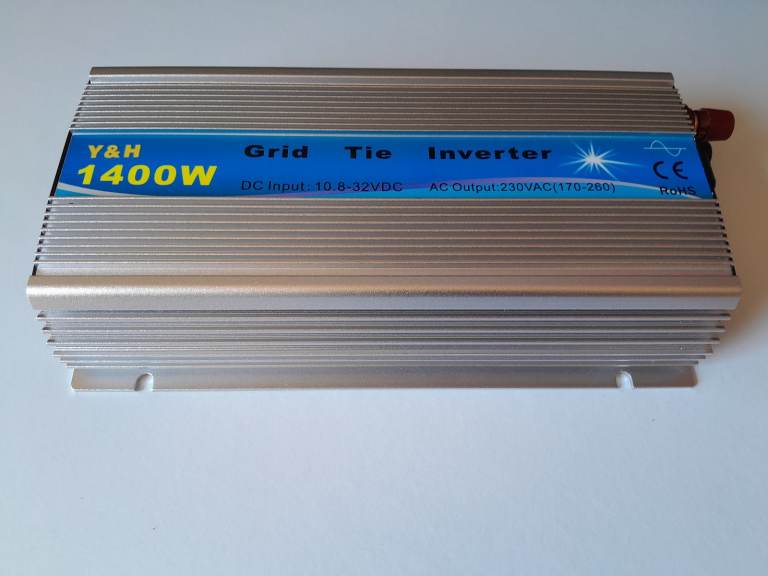 Y&H
1400W
Grid Tie Inverter
DC Input: 10.8-32VDC AC Output:230VAC(170-260)
CE
RoHS